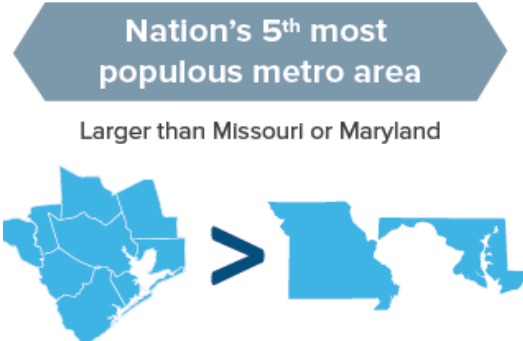 Nation's 5th most
populous metro area
Larger than Missouri or Maryland
>